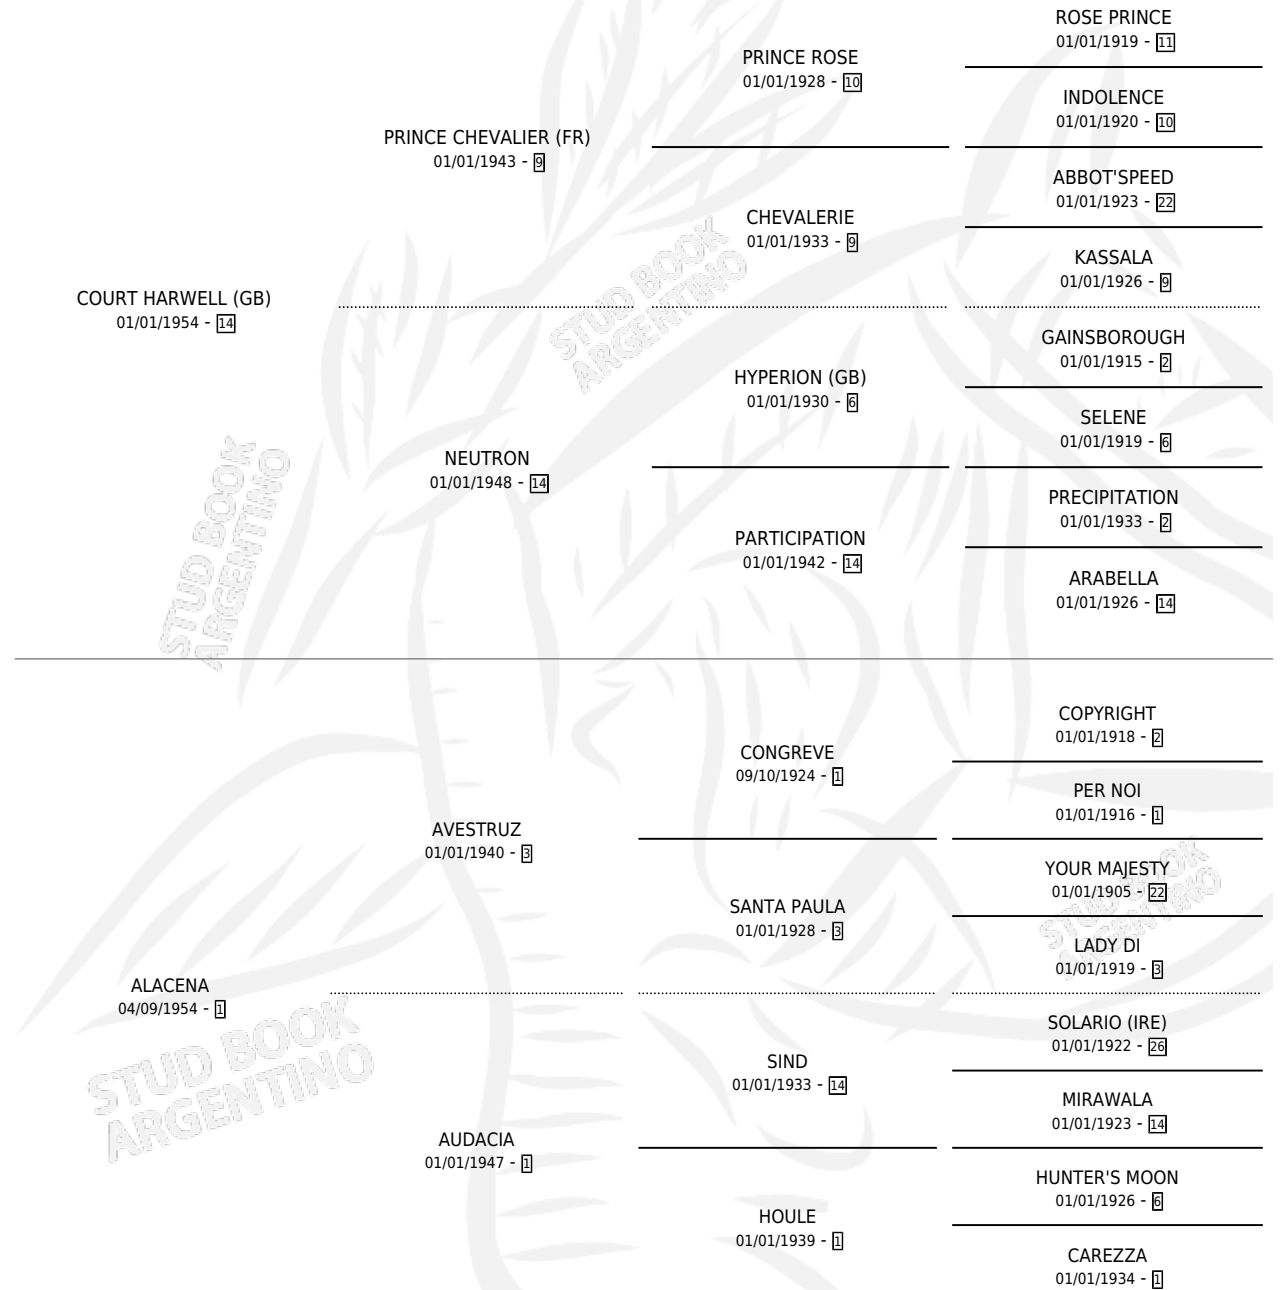 ROSE PRINCE
01/01/1919 - 11
PRINCE ROSE
01/01/1928 - 10
INDOLENCE
01/01/1920 - 10
PRINCE CHEVALIER (FR)
01/01/1943 - 9
ABBOT'SPEED
01/01/1923 - 22
CHEVALERIE
01/01/1933 - 9
KASSALA
01/01/1926 - 9
COURT HARWELL (GB)
01/01/1954 - 14
GAINSBOROUGH
01/01/1915 - 2
HYPERION (GB)
01/01/1930 - 6
SELENE
01/01/1919 - 6
NEUTRON
01/01/1948 - 14
PRECIPITATION
01/01/1933 - 2
PARTICIPATION
01/01/1942 - 14
ARABELLA
01/01/1926 - 14
COPYRIGHT
01/01/1918 - 2
CONGREVE
09/10/1924 - 1
PER NOI
01/01/1916 - 1
AVESTRUZ
01/01/1940 - 3
YOUR MAJESTY
01/01/1905 - 22
SANTA PAULA
01/01/1928 - 3
LADY DI
01/01/1919 - 3
ALACENA
04/09/1954 - 1
SOLARIO (IRE)
01/01/1922 - 26
SIND
01/01/1933 - 14
MIRAWALA
01/01/1923 - 14
AUDACIA
01/01/1947 - 1
HUNTER'S MOON
01/01/1926 - 6
HOULE
01/01/1939 - 1
CAREZZA
01/01/1934 - 1
STUD BOOK
ARGENTINO
STUD BOOK
ARGENTINO
STUD BOOK
ARGENTINO
STUD BOOK
ARGENTINO